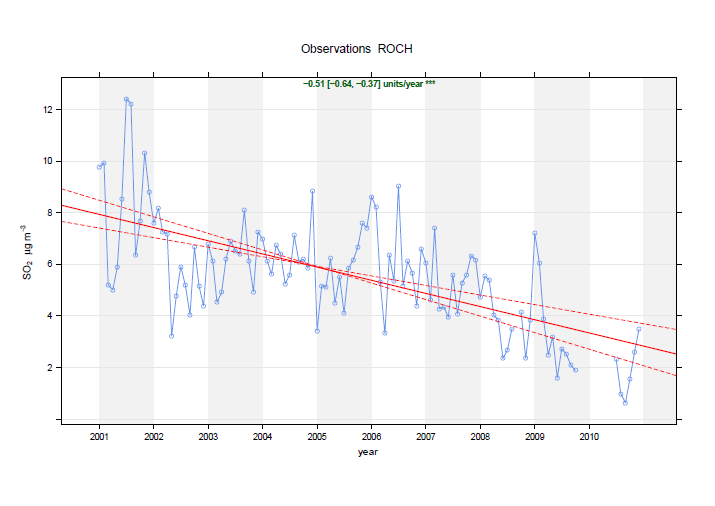 Observations ROCH
−0.51 [−0.64, −0.37] units/year ***
12
10
8
6
4
2
SO₂ µg m⁻³
2001 2002 2003 2004 2005 2006 2007 2008 2009 2010
year